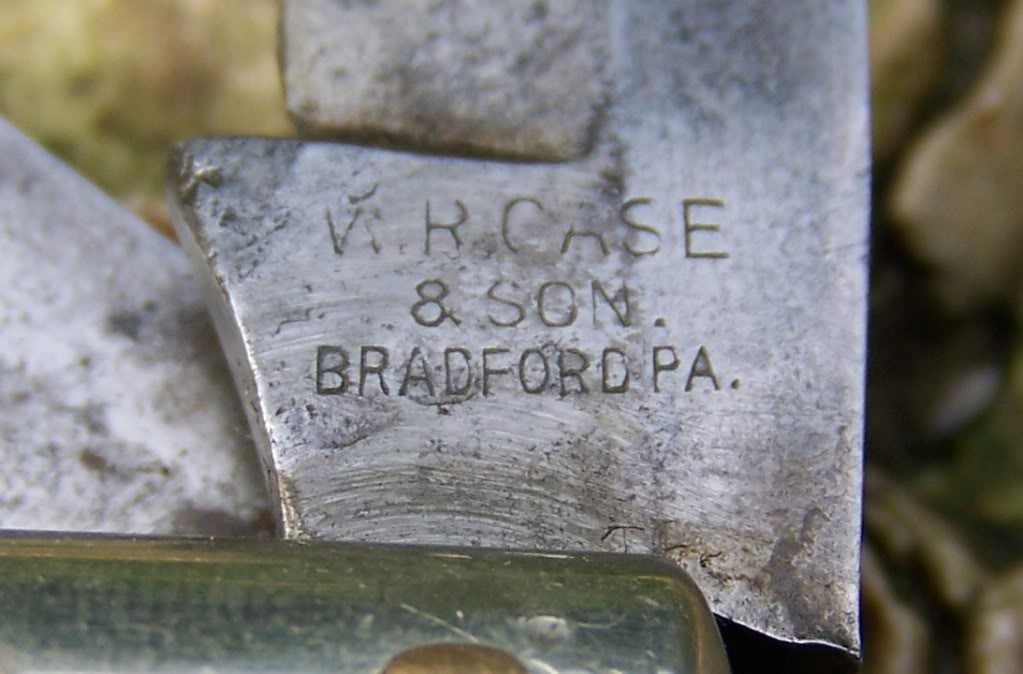 W. R. CASE
& SON.
BRADFORD PA.